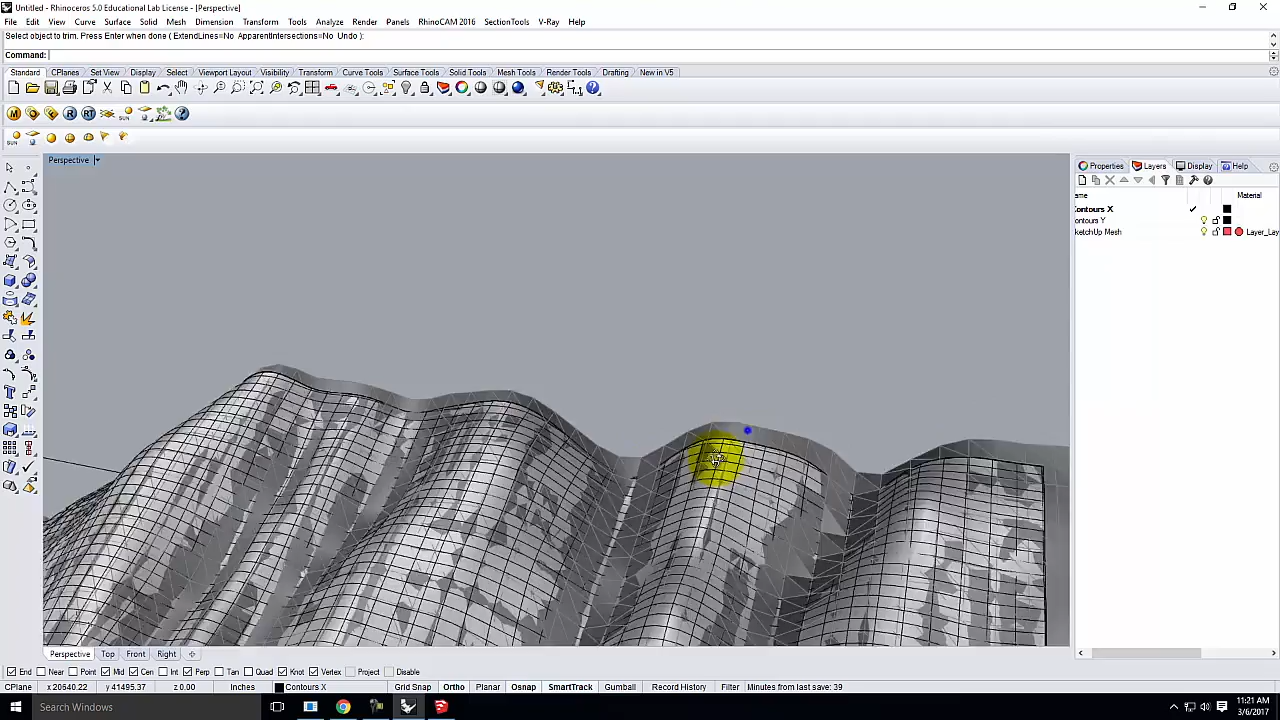 Untitled - Rhinoceros 5.0 Educational Lab License - [Perspective]
File Edit View Curve Surface Solid Mesh Dimension Transform Tools Analyze Render Panels RhinoCAM 2016 SectionTools V-Ray Help
Select object to trim. Press Enter when done ( ExtendLines=No ApparentIntersections=No Undo ):
Command:
Standard CPlanes Set View Display Select Viewport Layout Visibility Transform Curve Tools Surface Tools Solid Tools Mesh Tools Render Tools Drafting New in V5
M R RT SUN
SUN
Perspective
Properties Layers Display Help
ame Material
ontours X
ontours Y
ketchUp Mesh Layer_Lay
Perspective Top Front Right
End Near Point Mid Cen Int Perp Tan Quad Knot Vertex Project Disable
CPlane x 20640.22 y 41495.37 z 0.00 Inches Contours X Grid Snap Ortho Planar Osnap SmartTrack Gumball Record History Filter Minutes from last save: 39
Search Windows
11:21 AM
3/6/2017